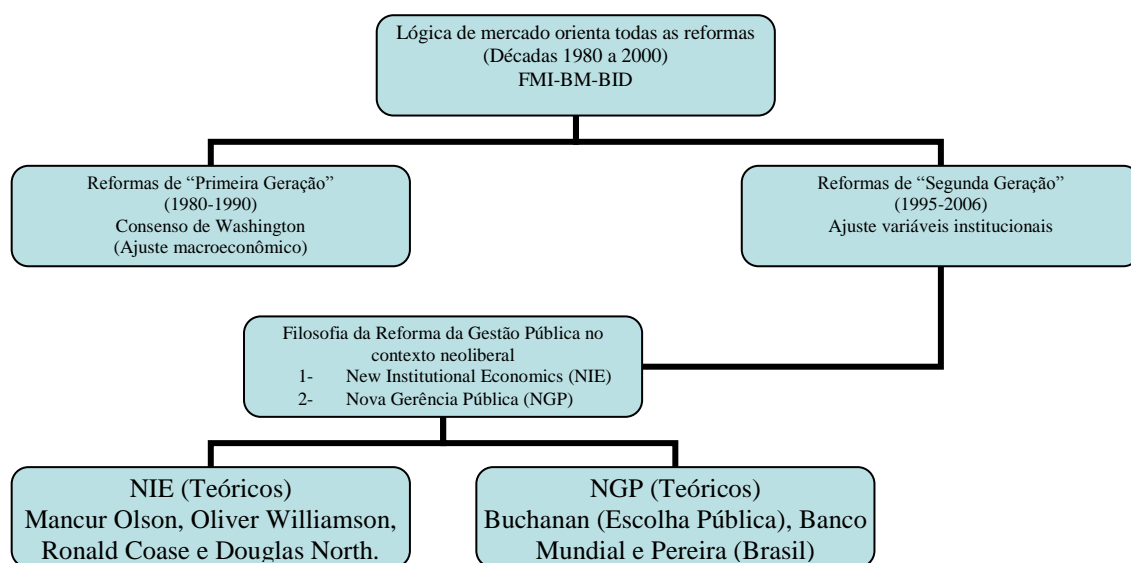 Lógica de mercado orienta todas as reformas
(Décadas 1980 a 2000)
FMI-BM-BID
Reformas de “Primeira Geração”
(1980-1990)
Consenso de Washington
(Ajuste macroeconômico)
Reformas de “Segunda Geração”
(1995-2006)
Ajuste variáveis institucionais
Filosofia da Reforma da Gestão Pública no
contexto neoliberal
1- New Institutional Economics (NIE)
2- Nova Gerência Pública (NGP)
NIE (Teóricos)
Mancur Olson, Oliver Williamson,
Ronald Coase e Douglas North.
NGP (Teóricos)
Buchanan (Escolha Pública), Banco
Mundial e Pereira (Brasil)